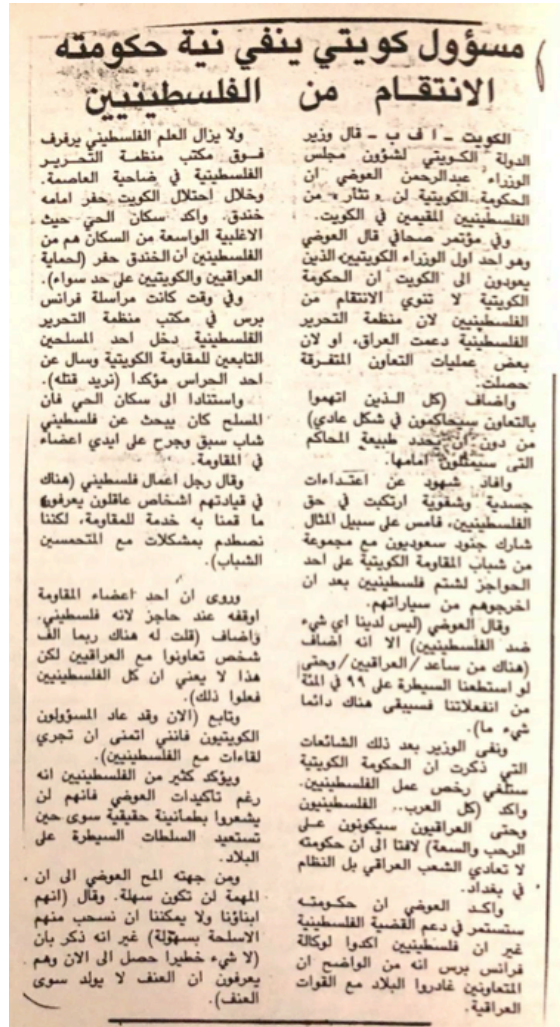 مسؤول كويتي ينفي نية حكومته
الانتقام من الفلسطينيين
الكويت - ا ف ب - قال وزير
الدولة الكويتي لشؤون مجلس
الوزراء عبدالرحمن العوضي ان
الحكومة الكويتية لن «تثأر» من
الفلسطينيين المقيمين في الكويت.
وفي مؤتمر صحافي قال العوضي
وهو احد اول الوزراء الكويتيين الذين
يعودون الى الكويت ان الحكومة
الكويتية لا تنوي الانتقام من
الفلسطينيين لان منظمة التحرير
الفلسطينية دعمت العراق، او لان
بعض عمليات التعاون المتفرقة
حصلت.
واضاف (كل الذين اتهموا
بالتعاون سيحاكمون في شكل عادي)
من دون ان يحدد طبيعة المحاكم
التي سيمثلون امامها.
وافاد شهود عن اعتداءات
جسدية وشفوية ارتكبت في حق
الفلسطينيين، فامس على سبيل المثال
شارك جنود سعوديون مع مجموعة
من شباب المقاومة الكويتية على احد
الحواجز لشتم فلسطينيين بعد ان
اخرجوهم من سياراتهم.
وقال العوضي (ليس لدينا اي شيء
ضد الفلسطينيين) الا انه اضاف
(هناك من ساعد/العراقيين/وحتى
لو استطعنا السيطرة على ٩٩ في المئة
من انفعلاتنا فسيبقى هناك دائما
شيء ما).
ونفى الوزير بعد ذلك الشائعات
التي ذكرت ان الحكومة الكويتية
ستلغي رخص عمل الفلسطينيين.
واكد (كل العرب.. الفلسطينيون
وحتى العراقيون سيكونون على
الرحب والسعة) لافتا الى ان حكومته
لا تعادي الشعب العراقي بل النظام
في بغداد.
واكد العوضي ان حكومته
ستستمر في دعم القضية الفلسطينية
غير ان فلسطينيين اكدوا لوكالة
فرانس برس انه من الواضح ان
المتعاونين غادروا البلاد مع القوات
العراقية.
ولا يزال العلم الفلسطيني يرفرف
فوق مكتب منظمة التحرير
الفلسطينية في ضاحية العاصمة.
وخلال إحتلال الكويت حفر امامه
خندق. واكد سكان الحي حيث
الاغلبية الواسعة من السكان هم من
الفلسطينين ان الخندق حفر (لحماية
العراقيين والكويتيين على حد سواء).
وفي وقت كانت مراسلة فرانس
برس في مكتب منظمة التحرير
الفلسطينية دخل احد المسلحين
التابعين للمقاومة الكويتية وسال عن
احد الحراس مؤكدا (نريد قتله).
واستنادا الى سكان الحي فان
المسلح كان يبحث عن فلسطيني
شاب سبق وجرح على ايدي اعضاء
في المقاومة.
وقال رجل اعمال فلسطيني (هناك
في قيادتهم اشخاص عاقلون يعرفون
ما قمنا به خدمة للمقاومة، لكننا
نصطدم بمشكلات مع المتحمسين
الشباب).
وروى ان احد اعضاء المقاومة
اوقفه عند حاجز لانه فلسطيني.
واضاف (قلت له هناك ربما الف
شخص تعاونوا مع العراقيين لكن
هذا لا يعني ان كل الفلسطينيين
فعلوا ذلك).
وتابع (الان وقد عاد المسؤولون
الكويتيون فانني اتمنى ان تجري
لقاءات مع الفلسطينيين).
ويؤكد كثير من الفلسطينيين انه
رغم تاكيدات العوضي فانهم لن
يشعروا بطمانينة حقيقية سوى حين
تستعيد السلطات السيطرة على
البلاد.
ومن جهته المح العوضي الى ان
المهمة لن تكون سهلة. وقال (انهم
ابناؤنا ولا يمكننا ان نسحب منهم
الاسلحة بسهولة) غير انه ذكر بان
(لا شيء خطيرا حصل الى الان وهم
يعرفون ان العنف لا يولد سوى
العنف).